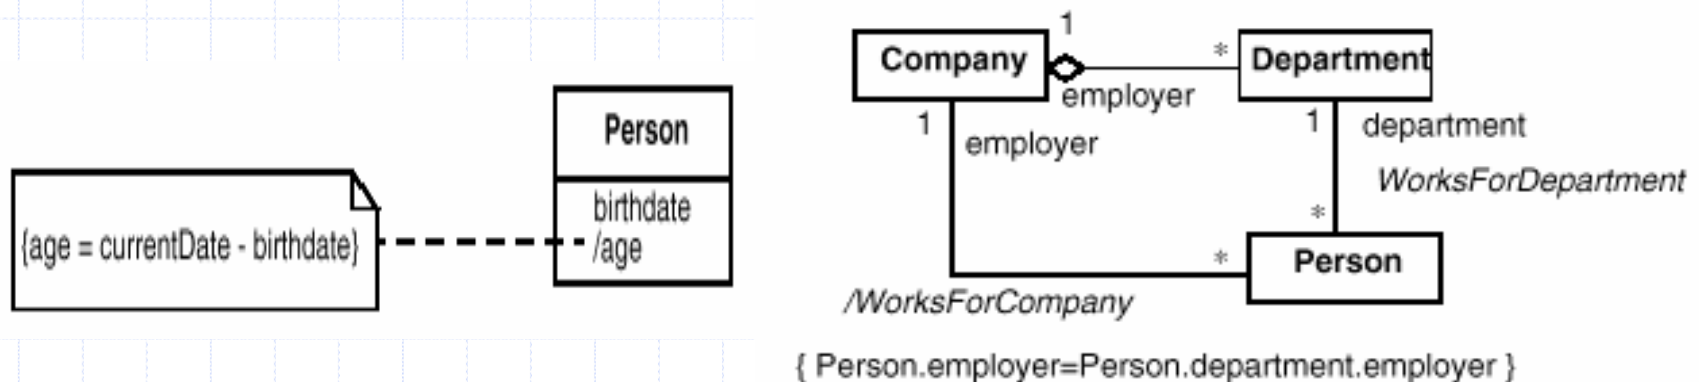 Person
birthdate
/age
{age = currentDate - birthdate}
1
Company
*
Department
employer
1
employer
1
department
WorksForDepartment
*
*
Person
/WorksForCompany
{ Person.employer=Person.department.employer }